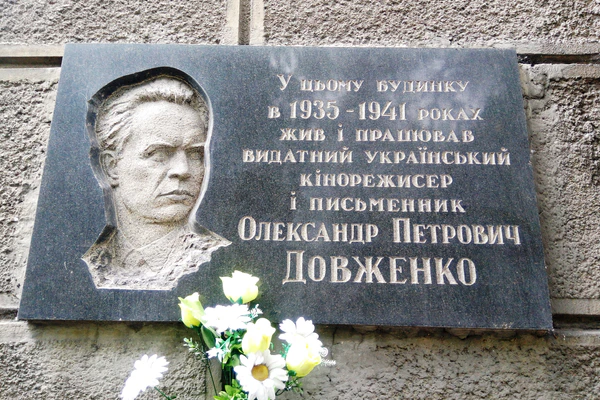 У цьому будинку
в 1935-1941 роках
жив і працював
видатний український
кінорежисер
і письменник
Олександр Петрович
Довженко